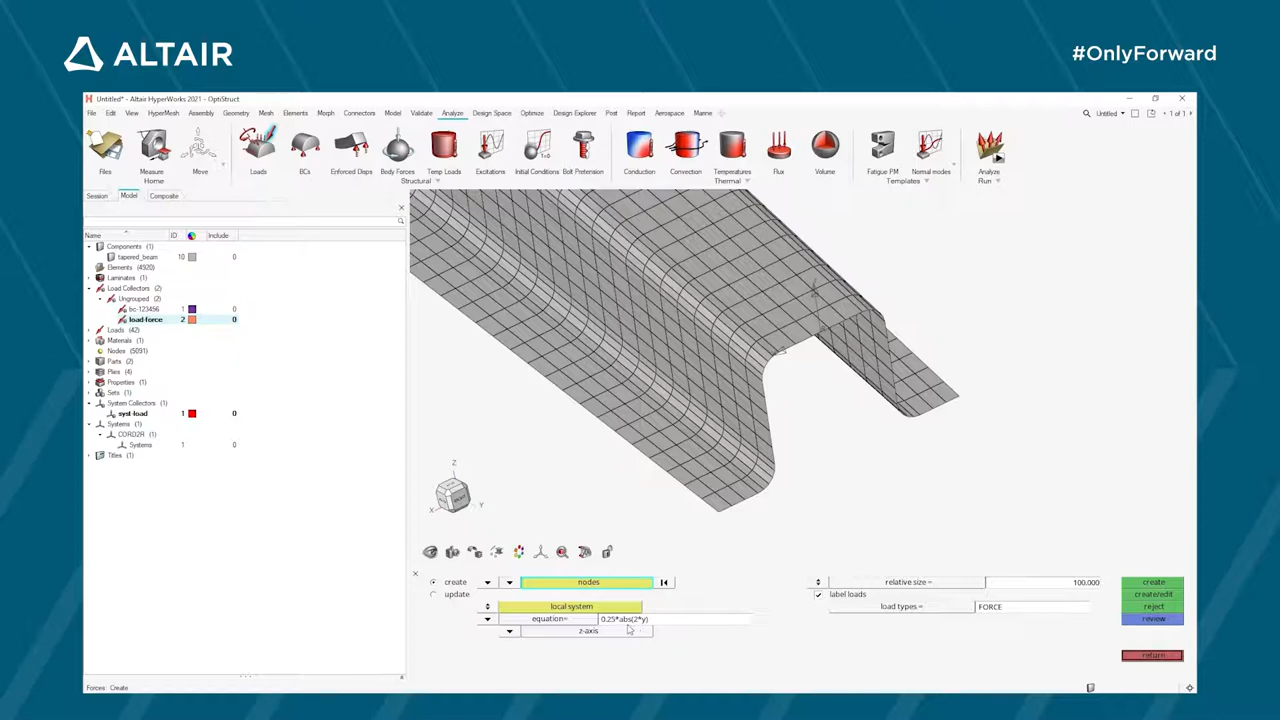 ALTAIR
#OnlyForward
Untitled* - Altair HyperWorks 2021 - OptiStruct
File Edit View HyperMesh Assembly Geometry Mesh Elements Morph Connectors Model Validate Analyze Design Space Optimize Design Explorer Post Report Aerospace Marine
Untitled
1 of 1
Files Measure Move Loads BCs Enforced Disps Body Forces Temp Loads Excitations Initial Conditions Bolt Pretension Conduction Convection Temperatures Flux Volume Fatigue PM Normal modes Analyze
Home Structural Thermal Templates Run
Session Model Composite
Name ID Include
Components (1)
tapered_beam 10 0
Elements (4920)
Laminates (1)
Load Collectors (2)
Ungrouped (2)
bc-123456 1 0
load-force 2 0
Loads (42)
Materials (1)
Nodes (5091)
Parts (2)
Plies (4)
Properties (1)
Sets (1)
System Collectors (1)
syst-load 1 0
Systems (1)
CORD2R (1)
Systems 1 0
Titles (1)
Z
Y
X
create nodes relative size = 100.000 create
update label loads create/edit
local system load types = FORCE reject
equation= 0.25*abs(2*y) review
z-axis
return
Forces: Create